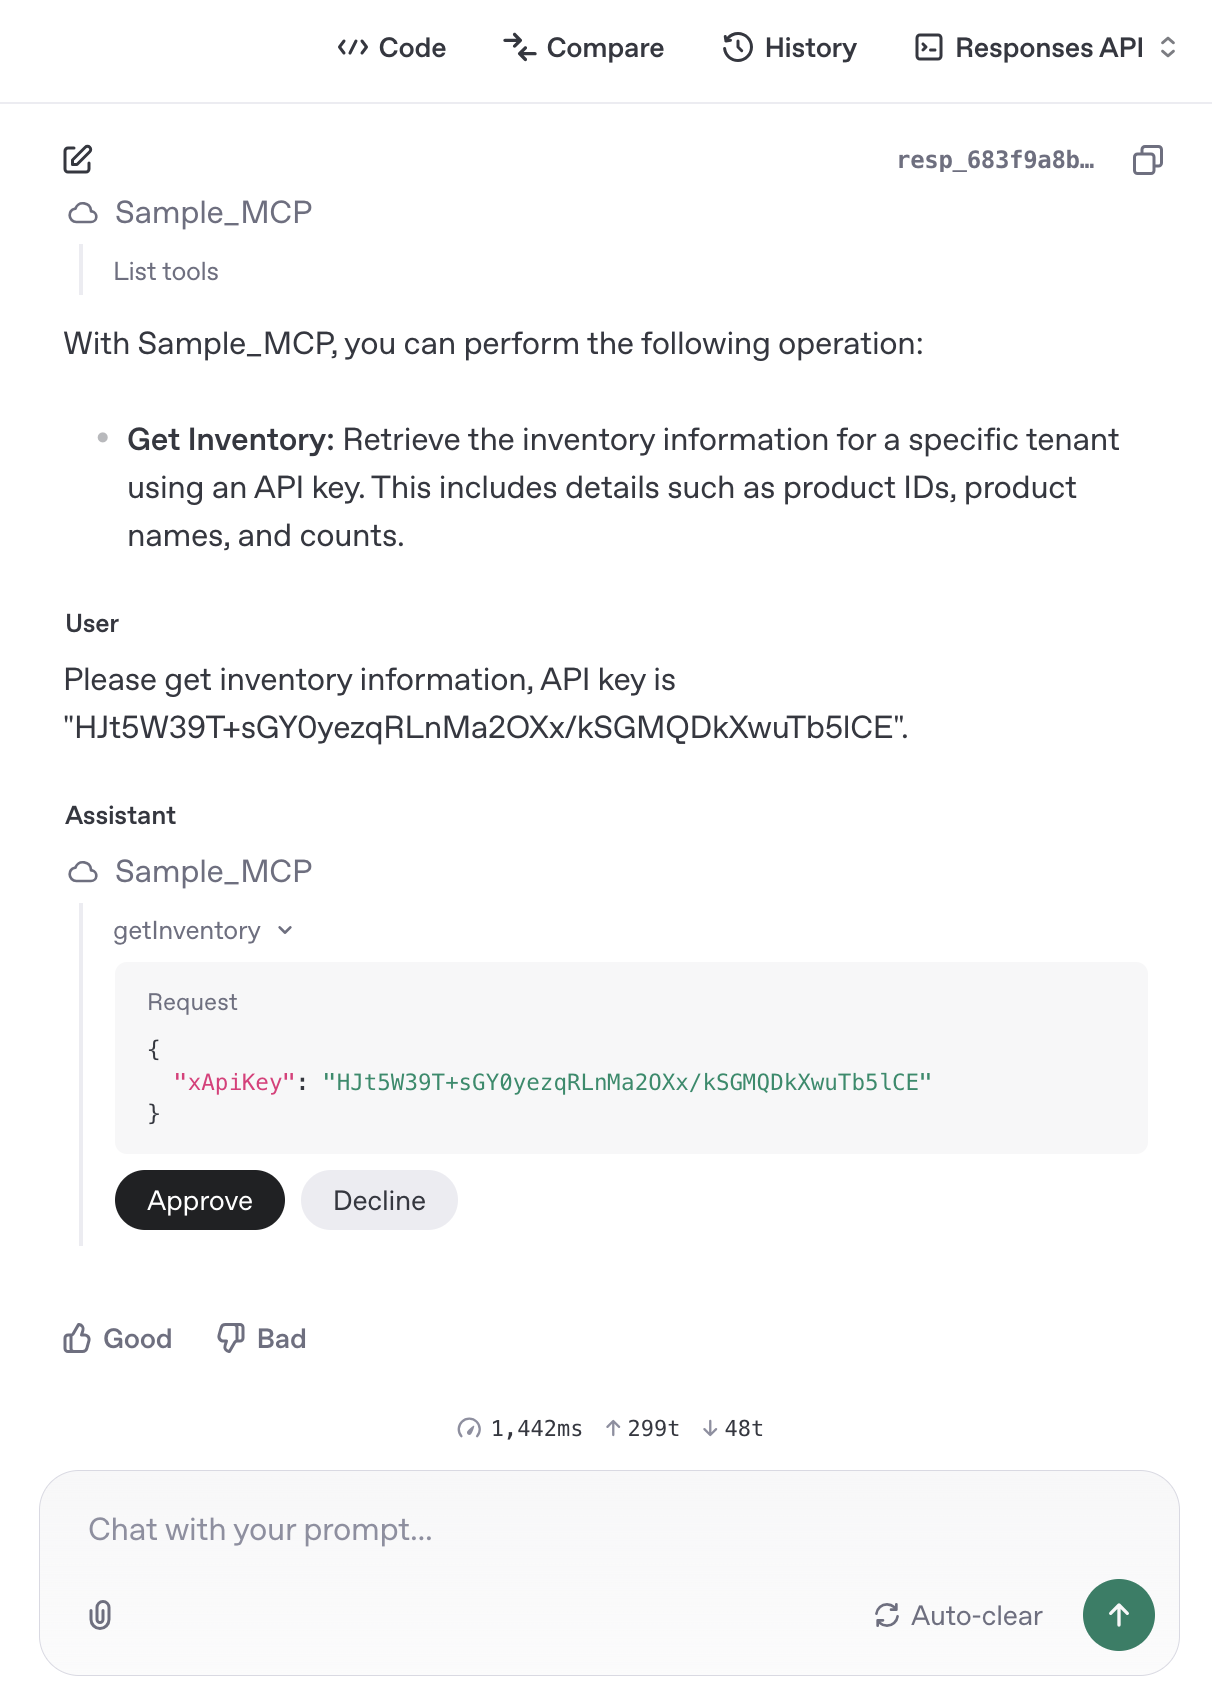 Code Compare History Responses API
resp_683f9a8b…
Sample_MCP
List tools
With Sample_MCP, you can perform the following operation:
• Get Inventory: Retrieve the inventory information for a specific tenant
using an API key. This includes details such as product IDs, product
names, and counts.
User
Please get inventory information, API key is
"HJt5W39T+sGY0yezqRLnMa2OXx/kSGMQDkXwuTb5lCE".
Assistant
Sample_MCP
getInventory
Request
{
"xApiKey": "HJt5W39T+sGY0yezqRLnMa2OXx/kSGMQDkXwuTb5lCE"
}
Approve Decline
Good Bad
1,442ms ↑299t ↓48t
Chat with your prompt...
Auto-clear